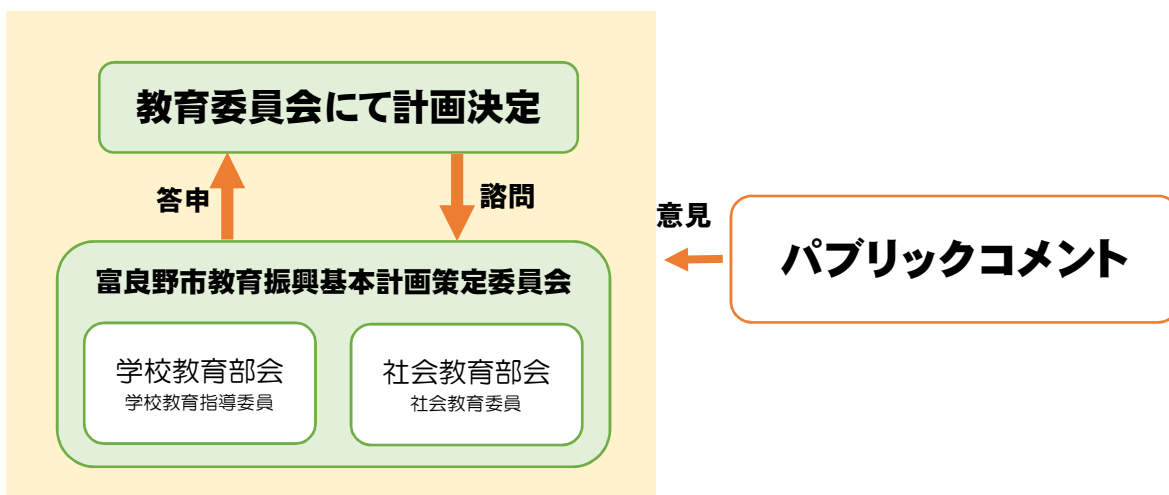 教育委員会にて計画決定
答申
諮問
意見
パブリックコメント
富良野市教育振興基本計画策定委員会
学校教育部会
学校教育指導委員
社会教育部会
社会教育委員